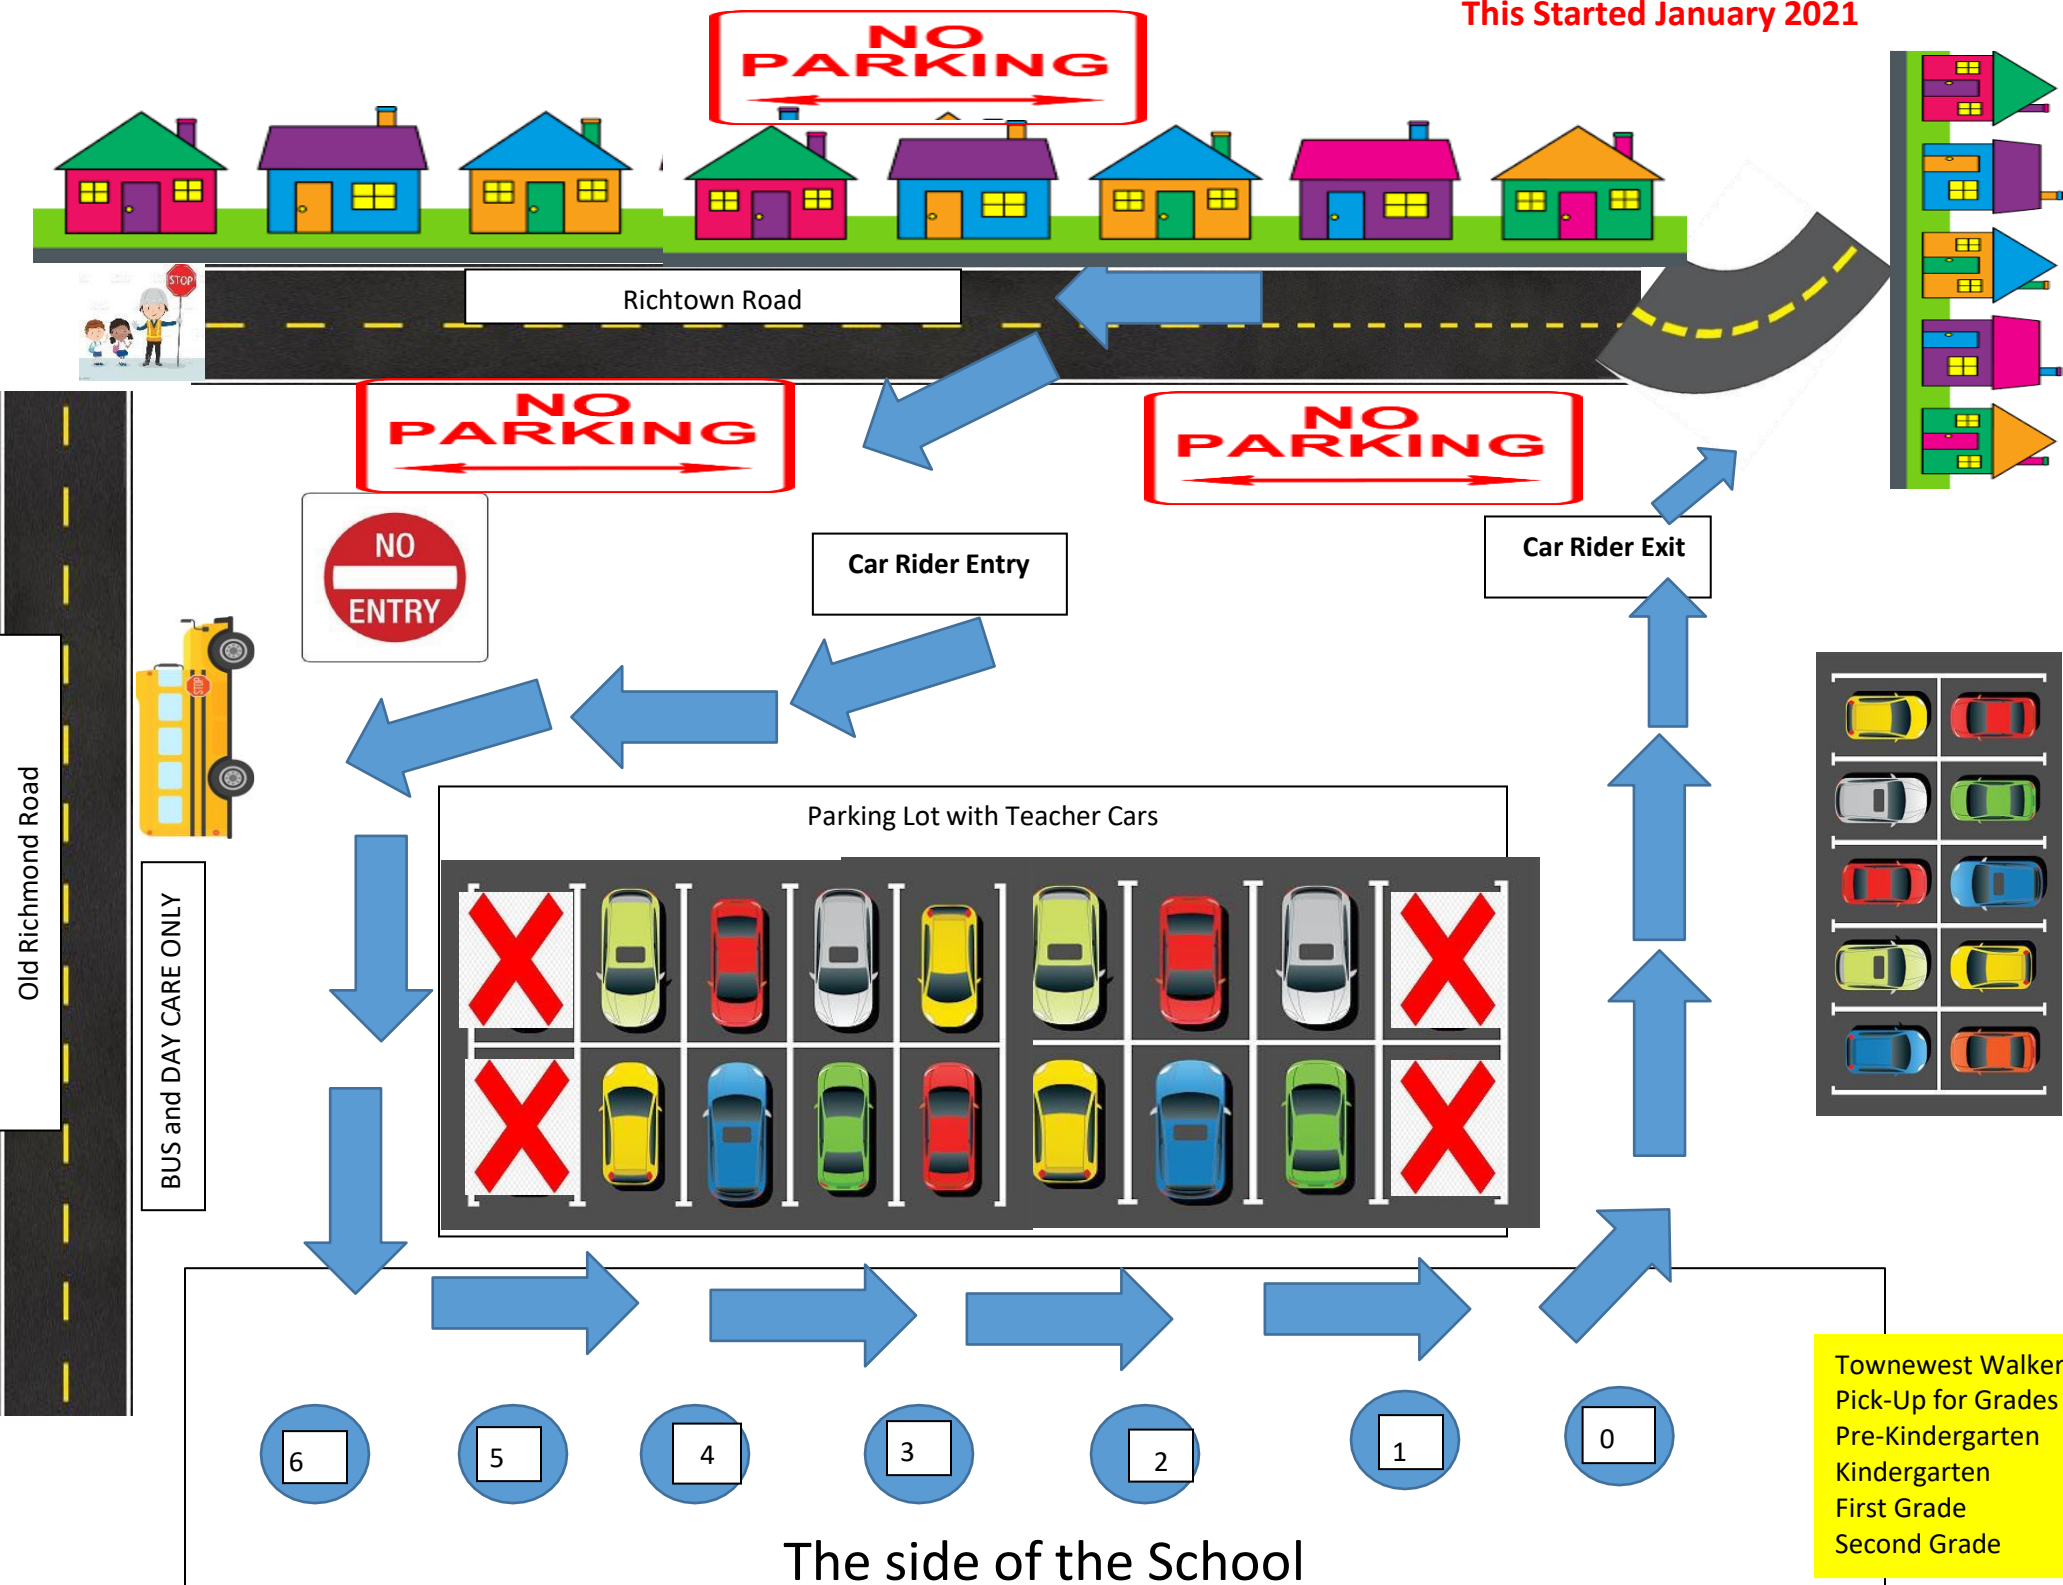 This Started January 2021
NO
PARKING
STOP
Richtown Road
NO
PARKING
NO
PARKING
NO
ENTRY
Car Rider Entry
Car Rider Exit
STOP
Old Richmond Road
BUS and DAY CARE ONLY
Parking Lot with Teacher Cars
6
5
4
3
2
1
0
Townewest Walker
Pick-Up for Grades
Pre-Kindergarten
Kindergarten
First Grade
Second Grade
The side of the School